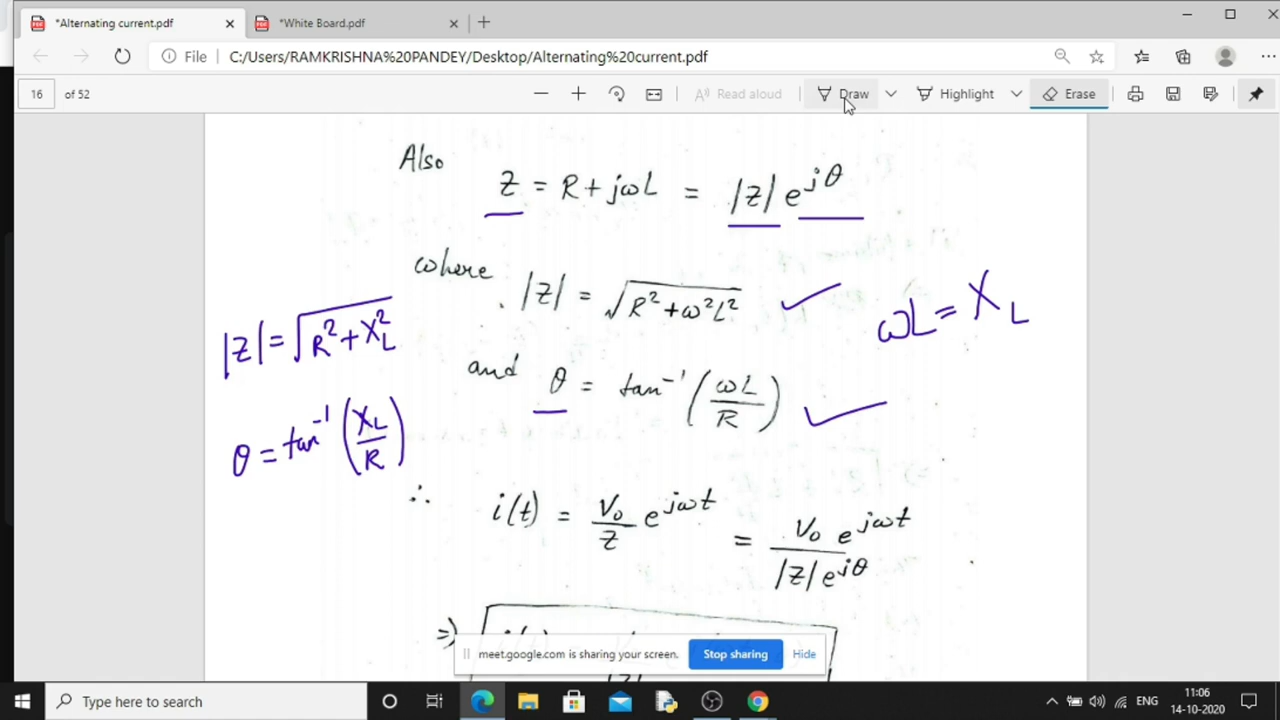 *Alternating current.pdf
*White Board.pdf
File C:/Users/RAMKRISHNA%20PANDEY/Desktop/Alternating%20current.pdf
16 of 52 Read aloud Draw Highlight Erase
Also
Z = R + jωL = |Z| e^{jθ}
where |Z| = √(R² + ω²L²)
ωL = X_L
|Z| = √(R² + X_L²)
and θ = tan⁻¹(ωL/R)
θ = tan⁻¹(X_L/R)
∴ i(t) = V₀/Z e^{jωt} = V₀ e^{jωt} / |Z| e^{jθ}
⇒
meet.google.com is sharing your screen. Stop sharing Hide
Type here to search
ENG
11:06
14-10-2020